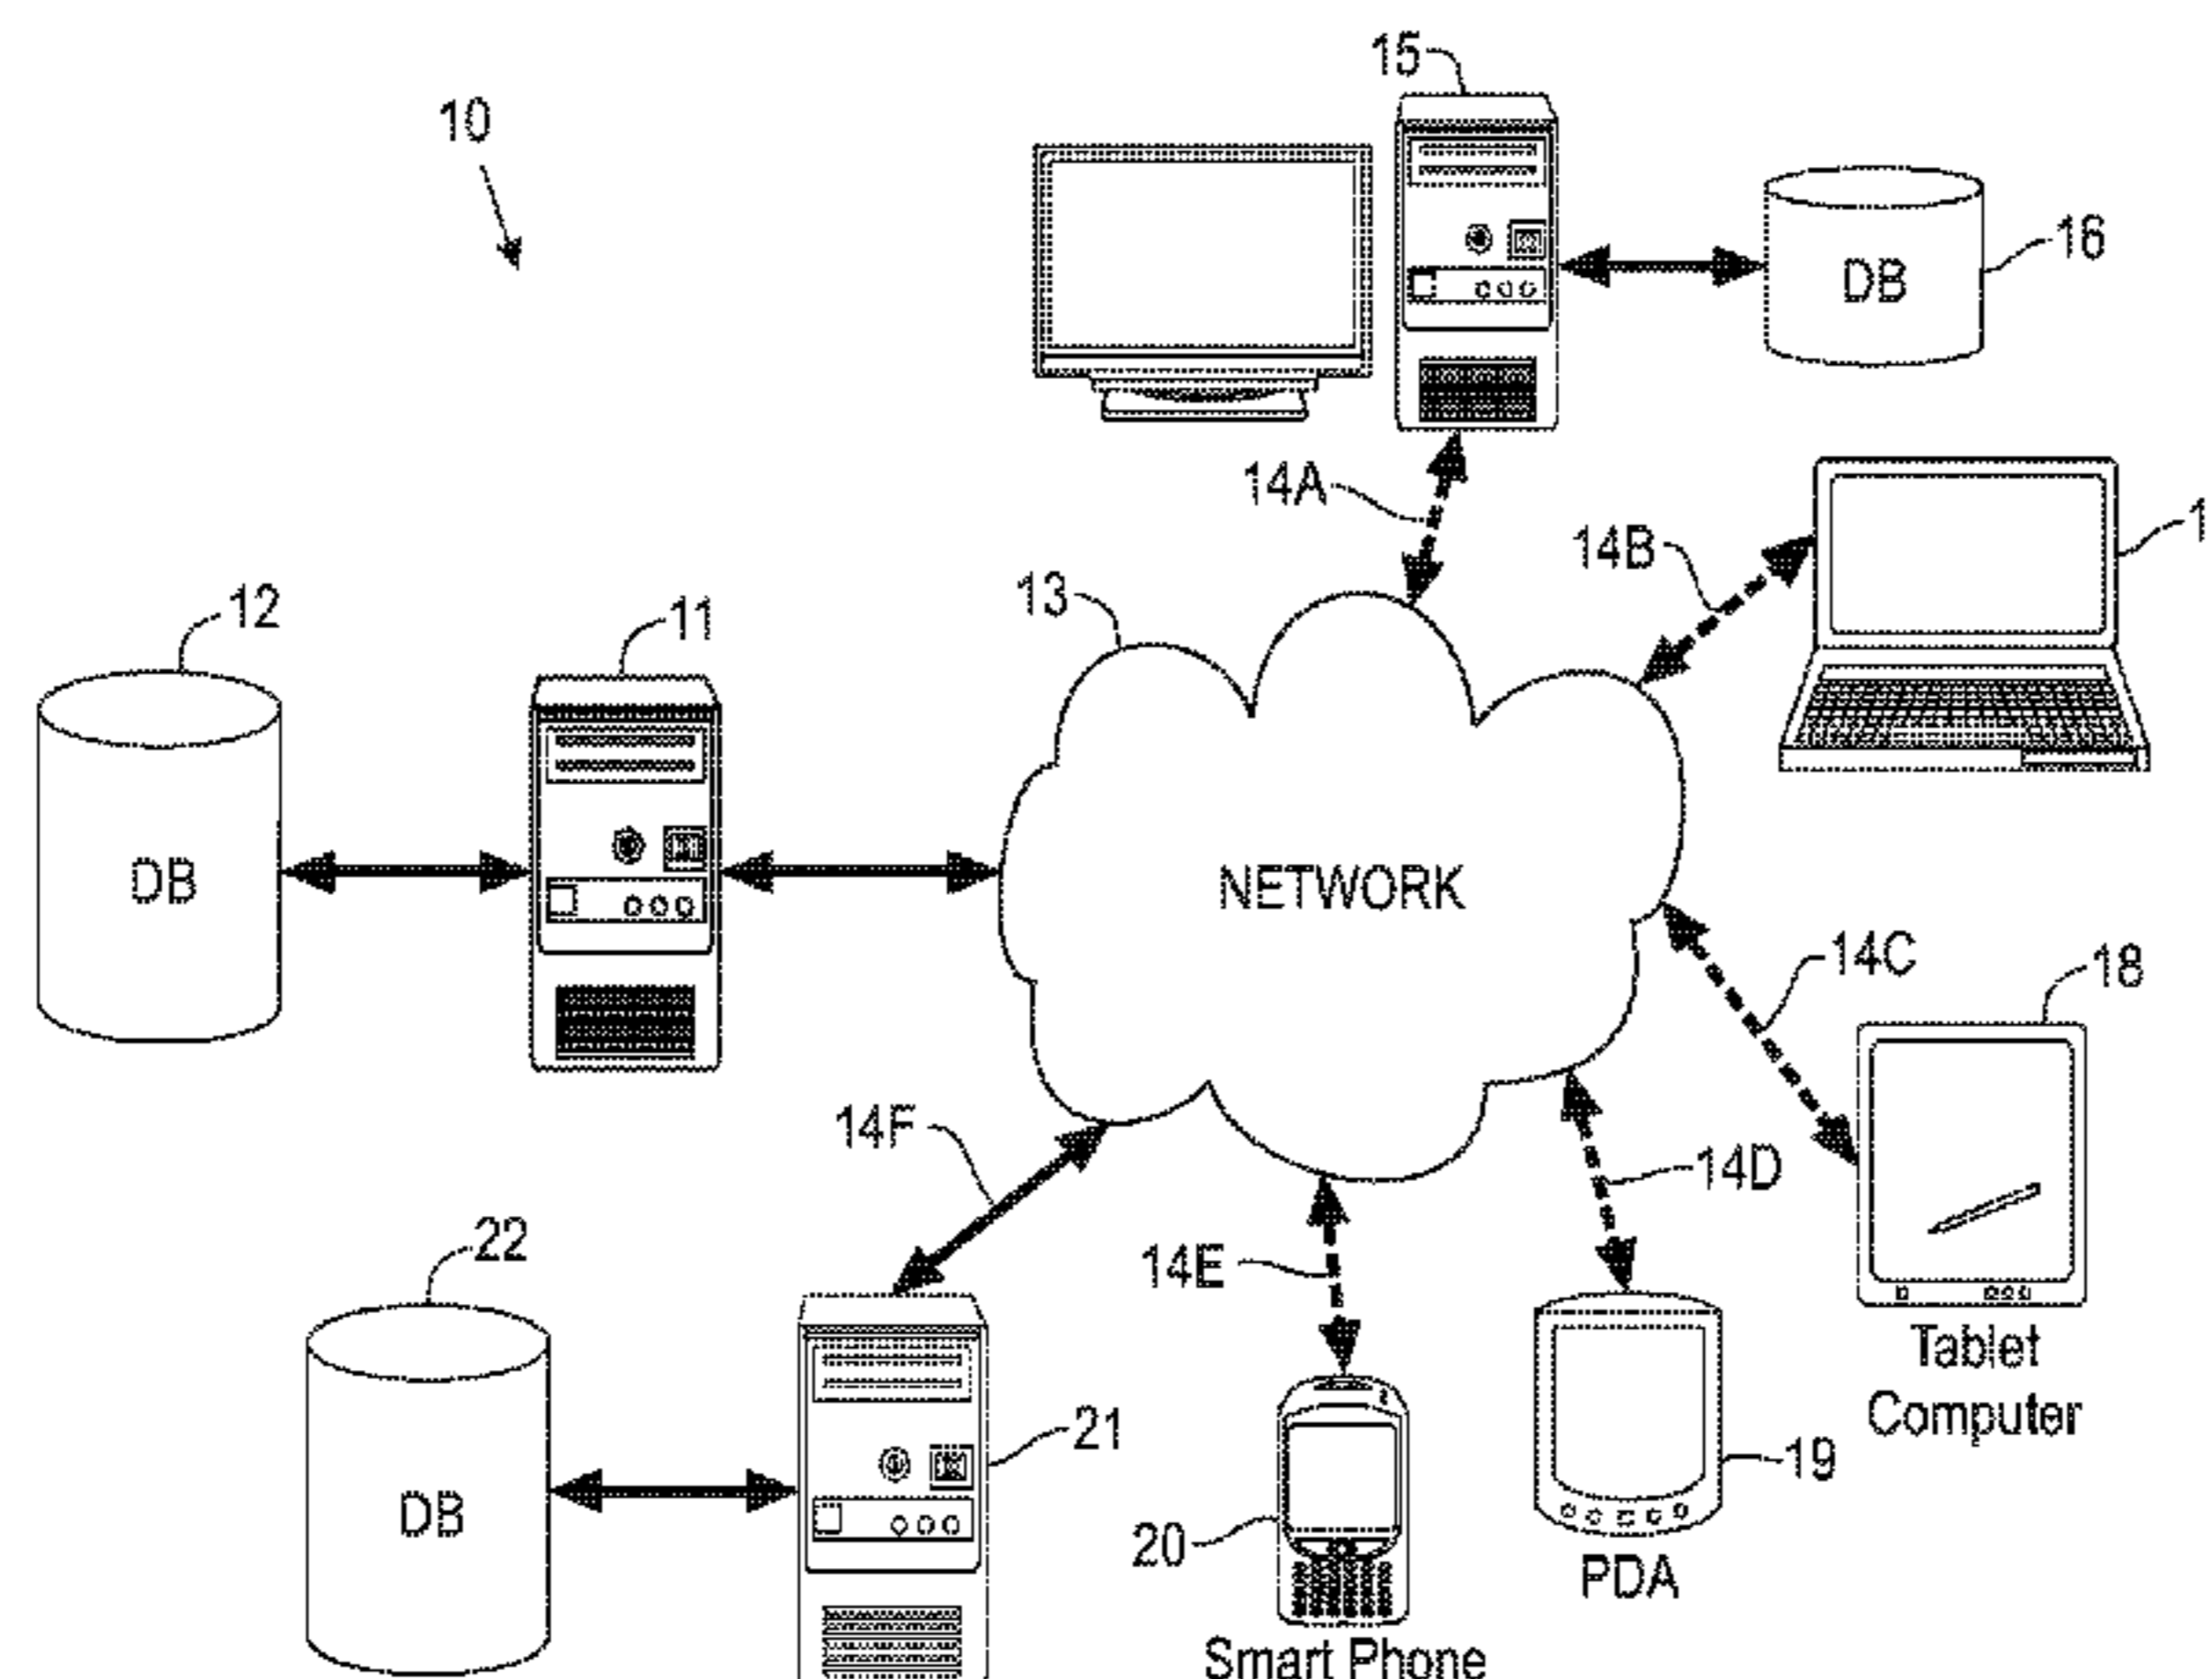 15
10
16
DB
14A
14B
1
13
12
11
DB
NETWORK
14C
18
14F
14D
22
14E
Tablet
Computer
21
19
DB
20
PDA
Smart Phone